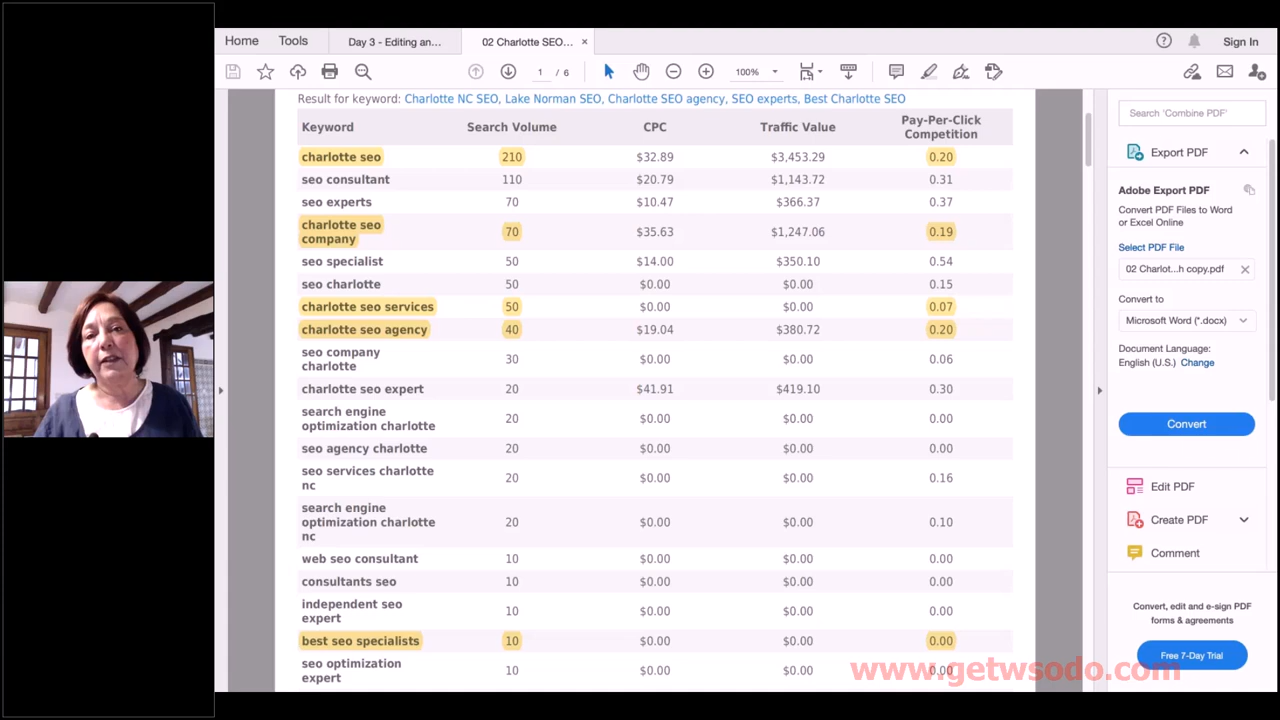 Home Tools Day 3 - Editing an... 02 Charlotte SEO... × Sign In
1 / 6 100%
Result for keyword: Charlotte NC SEO, Lake Norman SEO, Charlotte SEO agency, SEO experts, Best Charlotte SEO
Keyword Search Volume CPC Traffic Value Pay-Per-Click
Competition
charlotte seo 210 $32.89 $3,453.29 0.20
seo consultant 110 $20.79 $1,143.72 0.31
seo experts 70 $10.47 $366.37 0.37
charlotte seo
company 70 $35.63 $1,247.06 0.19
seo specialist 50 $14.00 $350.10 0.54
seo charlotte 50 $0.00 $0.00 0.15
charlotte seo services 50 $0.00 $0.00 0.07
charlotte seo agency 40 $19.04 $380.72 0.20
seo company
charlotte 30 $0.00 $0.00 0.06
charlotte seo expert 20 $41.91 $419.10 0.30
search engine
optimization charlotte 20 $0.00 $0.00 0.00
seo agency charlotte 20 $0.00 $0.00 0.00
seo services charlotte
nc 20 $0.00 $0.00 0.16
search engine
optimization charlotte
nc 20 $0.00 $0.00 0.10
web seo consultant 10 $0.00 $0.00 0.00
consultants seo 10 $0.00 $0.00 0.00
independent seo
expert 10 $0.00 $0.00 0.00
best seo specialists 10 $0.00 $0.00 0.00
seo optimization
expert 10 $0.00 $0.00 0.00
Search 'Combine PDF'
Export PDF
Adobe Export PDF
Convert PDF Files to Word
or Excel Online
Select PDF File
02 Charlot...h copy.pdf
Convert to
Microsoft Word (*.docx)
Document Language:
English (U.S.) Change
Convert
Edit PDF
Create PDF
Comment
Convert, edit and e-sign PDF
forms & agreements
Free 7-Day Trial
www.getwsodo.com